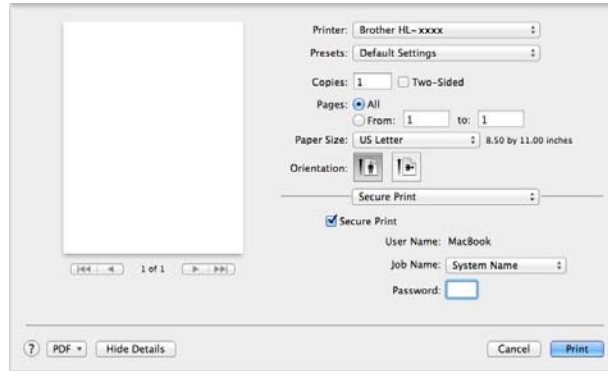 Printer: Brother HL-xxxx
Presets: Default Settings
Copies: 1 Two-Sided
Pages: All
From: 1 to: 1
Paper Size: US Letter 8.50 by 11.00 inches
Orientation:
Secure Print
Secure Print
User Name: MacBook
Job Name: System Name
Password:
1 of 1
? PDF Hide Details Cancel Print